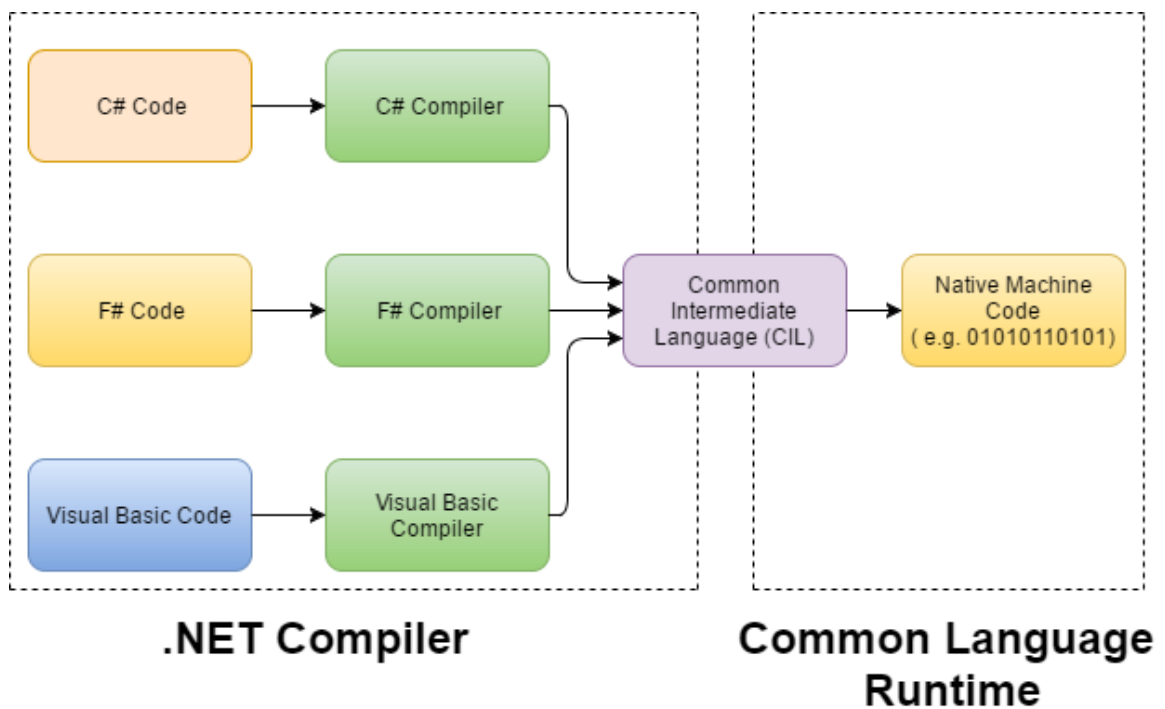 C# Code
C# Compiler
F# Code
F# Compiler
Common
Intermediate
Language (CIL)
Native Machine
Code
( e.g. 01010110101)
Visual Basic Code
Visual Basic
Compiler
.NET Compiler
Common Language
Runtime